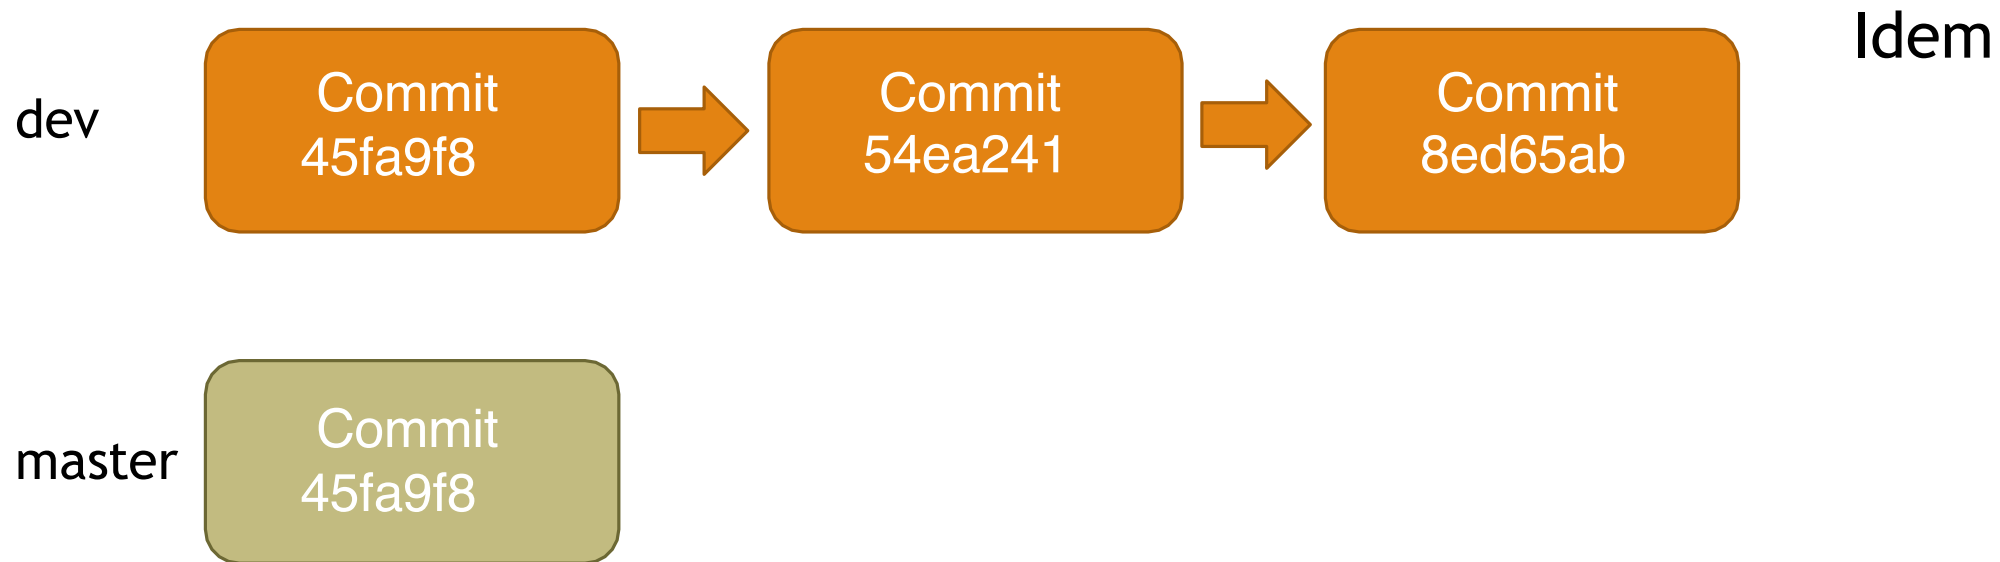 Idem
dev
Commit
45fa9f8
Commit
54ea241
Commit
8ed65ab
master
Commit
45fa9f8